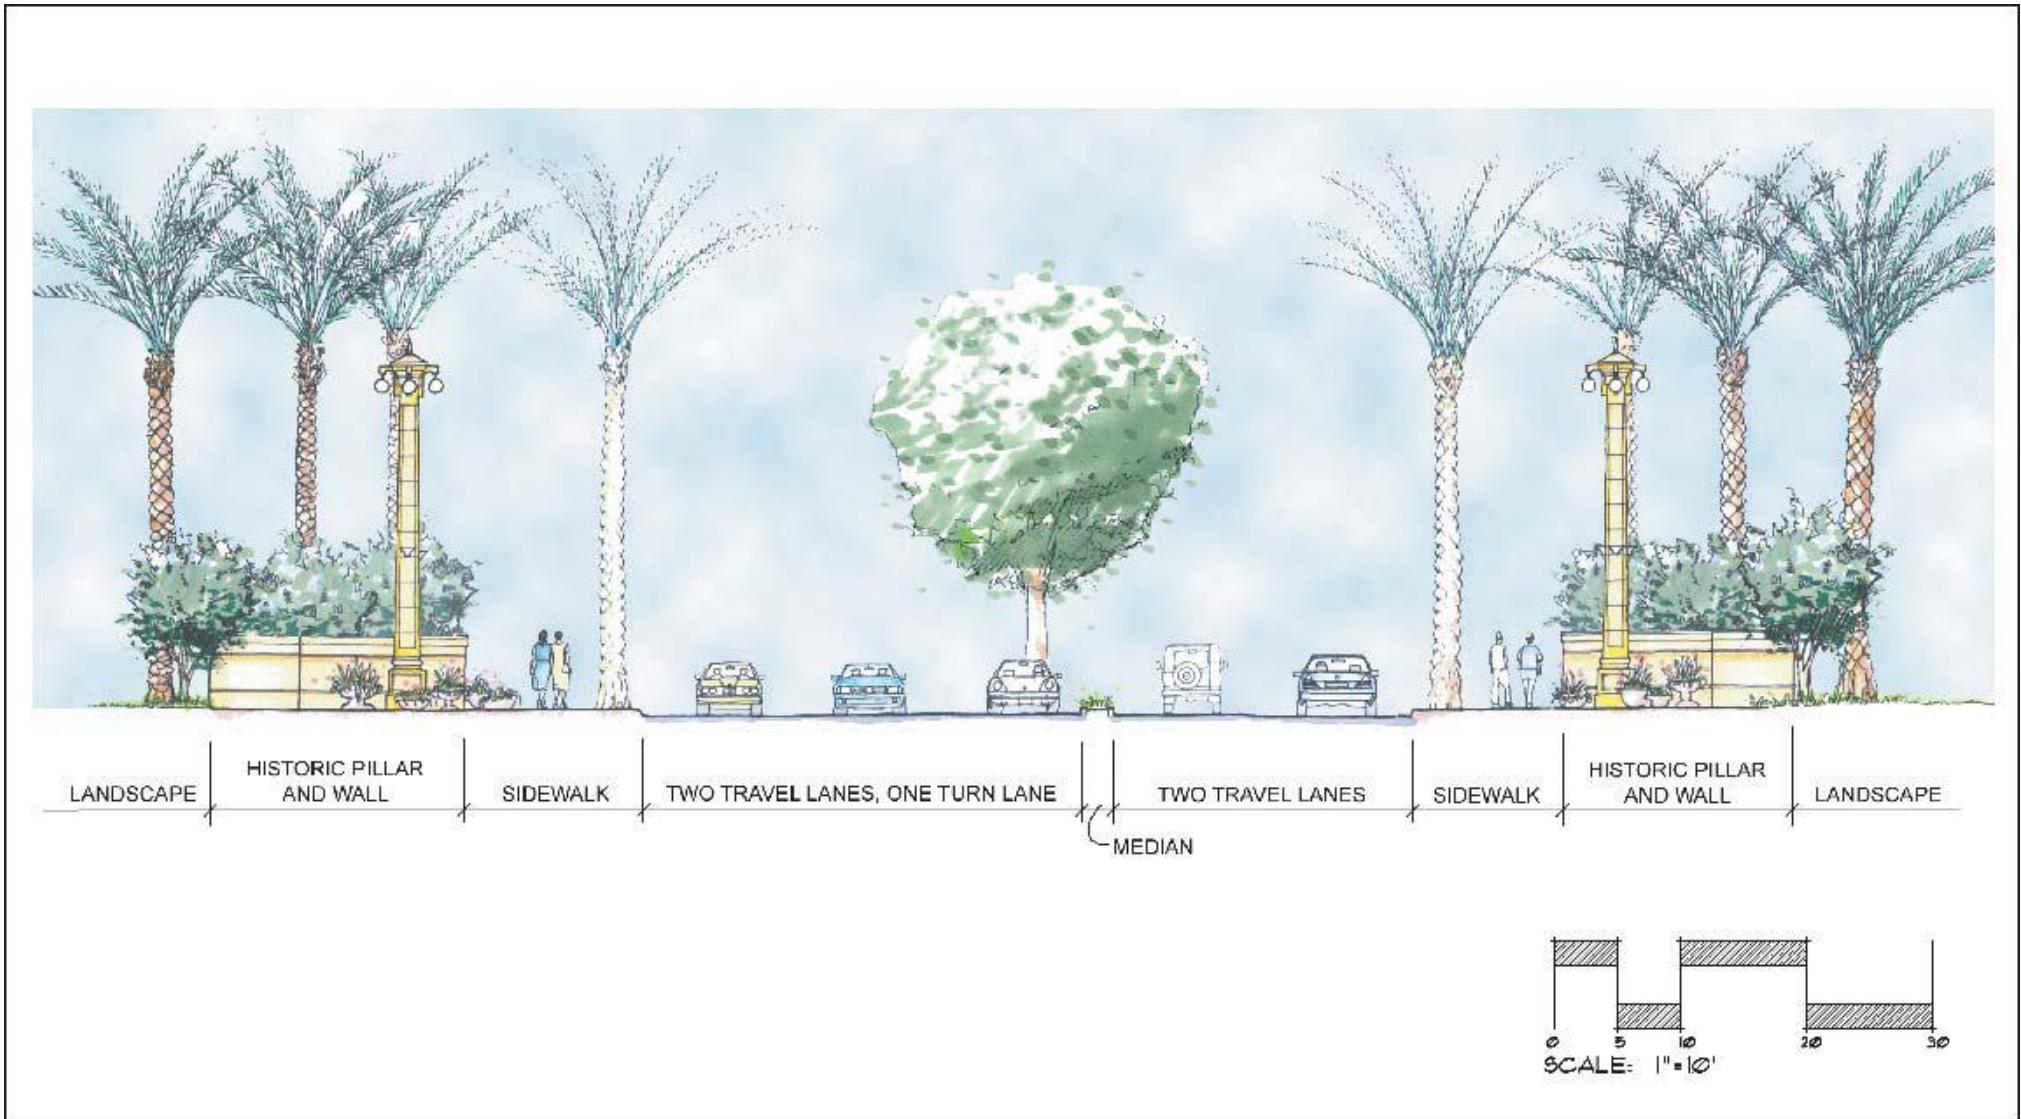 LANDSCAPE
HISTORIC PILLAR
AND WALL
SIDEWALK
TWO TRAVEL LANES, ONE TURN LANE
MEDIAN
TWO TRAVEL LANES
SIDEWALK
HISTORIC PILLAR
AND WALL
LANDSCAPE
0 5 10 20 30
SCALE: 1"=10'